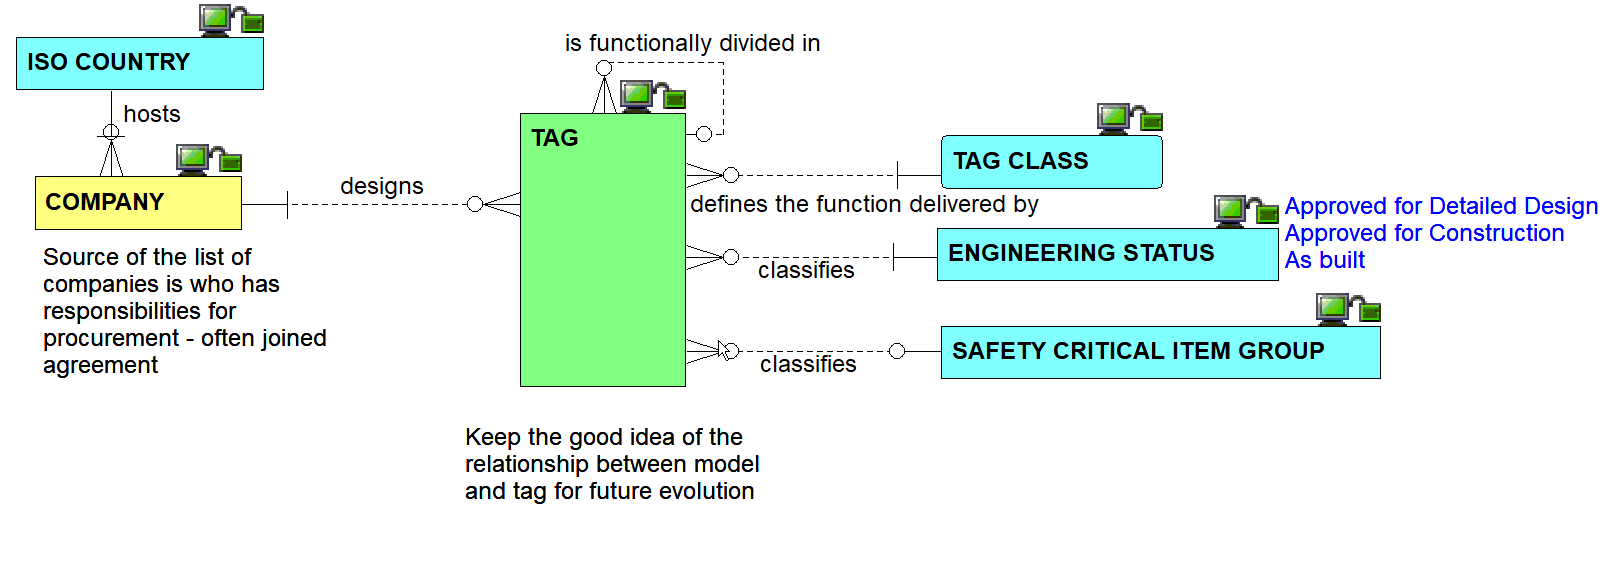 ISO COUNTRY
hosts
COMPANY
Source of the list of
companies is who has
responsibilities for
procurement - often joined
agreement
designs
is functionally divided in
TAG
Keep the good idea of the
relationship between model
and tag for future evolution
TAG CLASS
defines the function delivered by
ENGINEERING STATUS
classifies
Approved for Detailed Design
Approved for Construction
As built
SAFETY CRITICAL ITEM GROUP
classifies